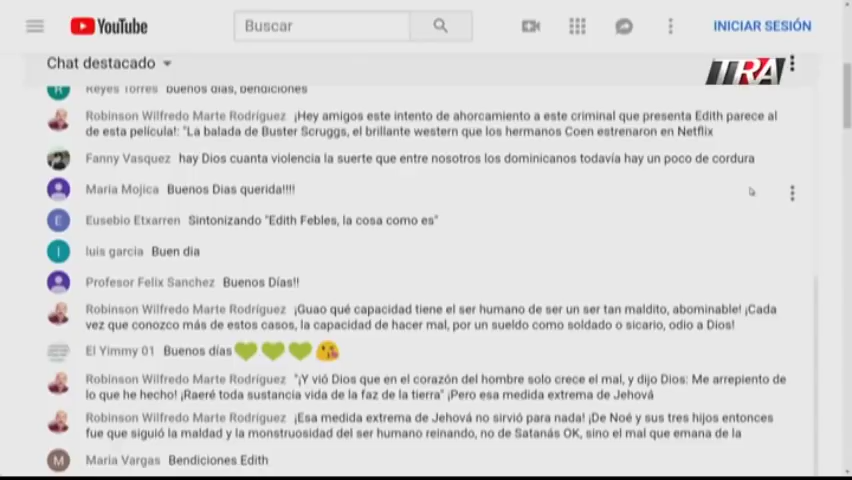 YouTube
Buscar
INICIAR SESIÓN
Chat destacado
TRA
R Reyes Torres buenos días, bendiciones
Robinson Wilfredo Marte Rodríguez ¡Hey amigos este intento de ahorcamiento a este criminal que presenta Edith parece al
de esta película!: "La balada de Buster Scruggs, el brillante western que los hermanos Coen estrenaron en Netflix
Fanny Vasquez hay Dios cuanta violencia la suerte que entre nosotros los dominicanos todavía hay un poco de cordura
Maria Mojica Buenos Dias querida!!!!
E Eusebio Etxarren Sintonizando "Edith Febles, la cosa como es"
l luis garcia Buen dia
Profesor Felix Sanchez Buenos Días!!
Robinson Wilfredo Marte Rodríguez ¡Guao qué capacidad tiene el ser humano de ser un ser tan maldito, abominable! ¡Cada
vez que conozco más de estos casos, la capacidad de hacer mal, por un sueldo como soldado o sicario, odio a Dios!
El Yimmy 01 Buenos días💚💚💚😘
Robinson Wilfredo Marte Rodríguez "¡Y vió Dios que en el corazón del hombre solo crece el mal, y dijo Dios: Me arrepiento de
lo que he hecho! ¡Raeré toda sustancia vida de la faz de la tierra" ¡Pero esa medida extrema de Jehová
Robinson Wilfredo Marte Rodríguez ¡Esa medida extrema de Jehová no sirvió para nada! ¡De Noé y sus tres hijos entonces
fue que siguió la maldad y la monstruosidad del ser humano reinando, no de Satanás OK, sino el mal que emana de la
M Maria Vargas Bendiciones Edith